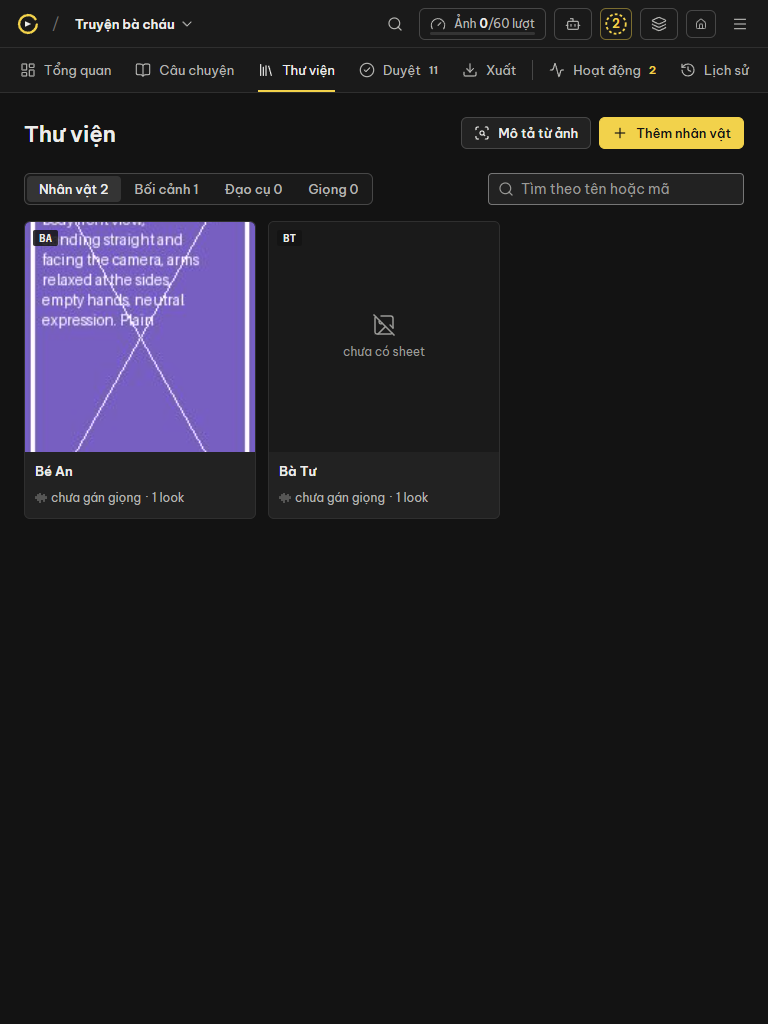 / Truyện bà cháu
Ảnh 0/60 lượt
2
Tổng quan
Câu chuyện
Thư viện
Duyệt 11
Xuất
Hoạt động 2
Lịch sử
Thư viện
Mô tả từ ảnh
Thêm nhân vật
Nhân vật 2
Bối cảnh 1
Đạo cụ 0
Giọng 0
Tìm theo tên hoặc mã
BA
facing the camera, arms
relaxed at the sides,
empty hands, neutral
expression. Plain
Bé An
chưa gán giọng · 1 look
BT
chưa có sheet
Bà Tư
chưa gán giọng · 1 look